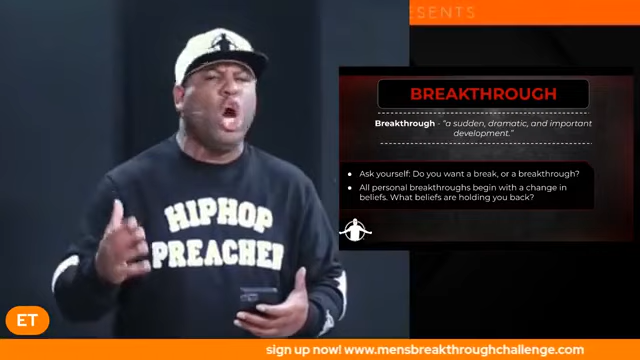 ESENTS
BREAKTHROUGH
Breakthrough - “a sudden, dramatic, and important
development.”
● Ask yourself: Do you want a break, or a breakthrough?
● All personal breakthroughs begin with a change in
beliefs. What beliefs are holding you back?
HIPHOP
PREACHER
ET
sign up now! www.mensbreakthroughchallenge.com